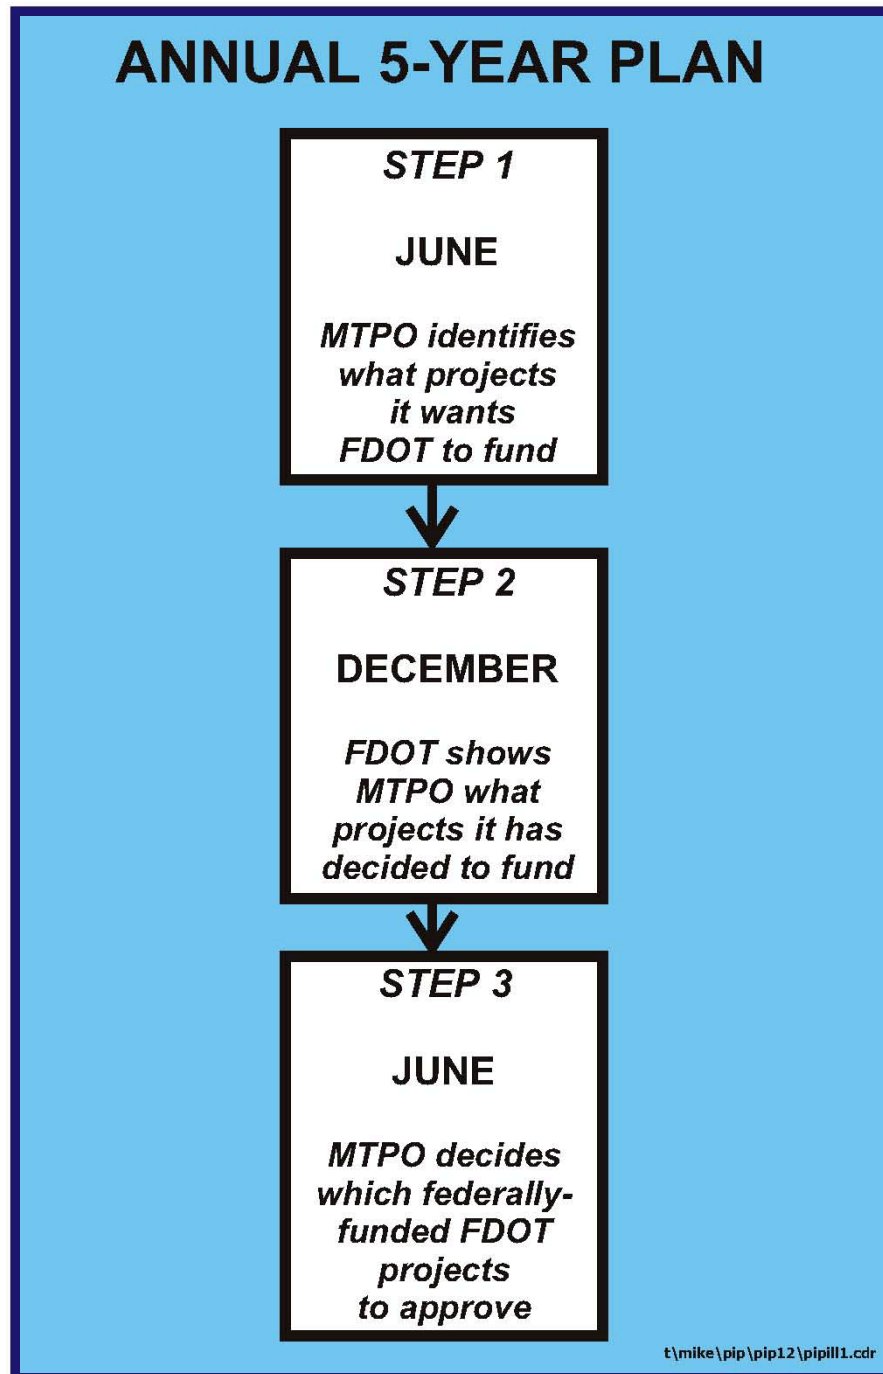 ANNUAL 5-YEAR PLAN
STEP 1
JUNE
MTPO identifies
what projects
it wants
FDOT to fund
STEP 2
DECEMBER
FDOT shows
MTPO what
projects it has
decided to fund
STEP 3
JUNE
MTPO decides
which federally-
funded FDOT
projects
to approve
t\mike\pip\pip12\pipill1.cdr